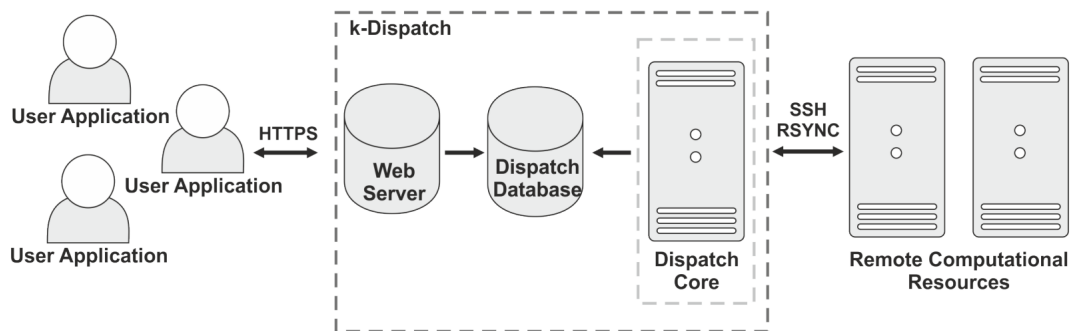 k-Dispatch
User Application
User Application
User Application
HTTPS
Web
Server
Dispatch
Database
Dispatch
Core
SSH
RSYNC
Remote Computational
Resources